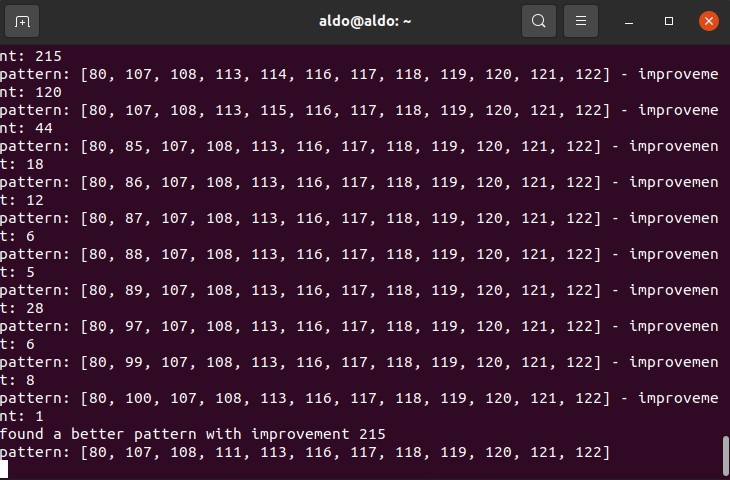 aldo@aldo: ~
nt: 215
pattern: [80, 107, 108, 113, 114, 116, 117, 118, 119, 120, 121, 122] - improveme
nt: 120
pattern: [80, 107, 108, 113, 115, 116, 117, 118, 119, 120, 121, 122] - improveme
nt: 44
pattern: [80, 85, 107, 108, 113, 116, 117, 118, 119, 120, 121, 122] - improvemen
t: 18
pattern: [80, 86, 107, 108, 113, 116, 117, 118, 119, 120, 121, 122] - improvemen
t: 12
pattern: [80, 87, 107, 108, 113, 116, 117, 118, 119, 120, 121, 122] - improvemen
t: 6
pattern: [80, 88, 107, 108, 113, 116, 117, 118, 119, 120, 121, 122] - improvemen
t: 5
pattern: [80, 89, 107, 108, 113, 116, 117, 118, 119, 120, 121, 122] - improvemen
t: 28
pattern: [80, 97, 107, 108, 113, 116, 117, 118, 119, 120, 121, 122] - improvemen
t: 6
pattern: [80, 99, 107, 108, 113, 116, 117, 118, 119, 120, 121, 122] - improvemen
t: 8
pattern: [80, 100, 107, 108, 113, 116, 117, 118, 119, 120, 121, 122] - improveme
nt: 1
found a better pattern with improvement 215
pattern: [80, 107, 108, 111, 113, 116, 117, 118, 119, 120, 121, 122]